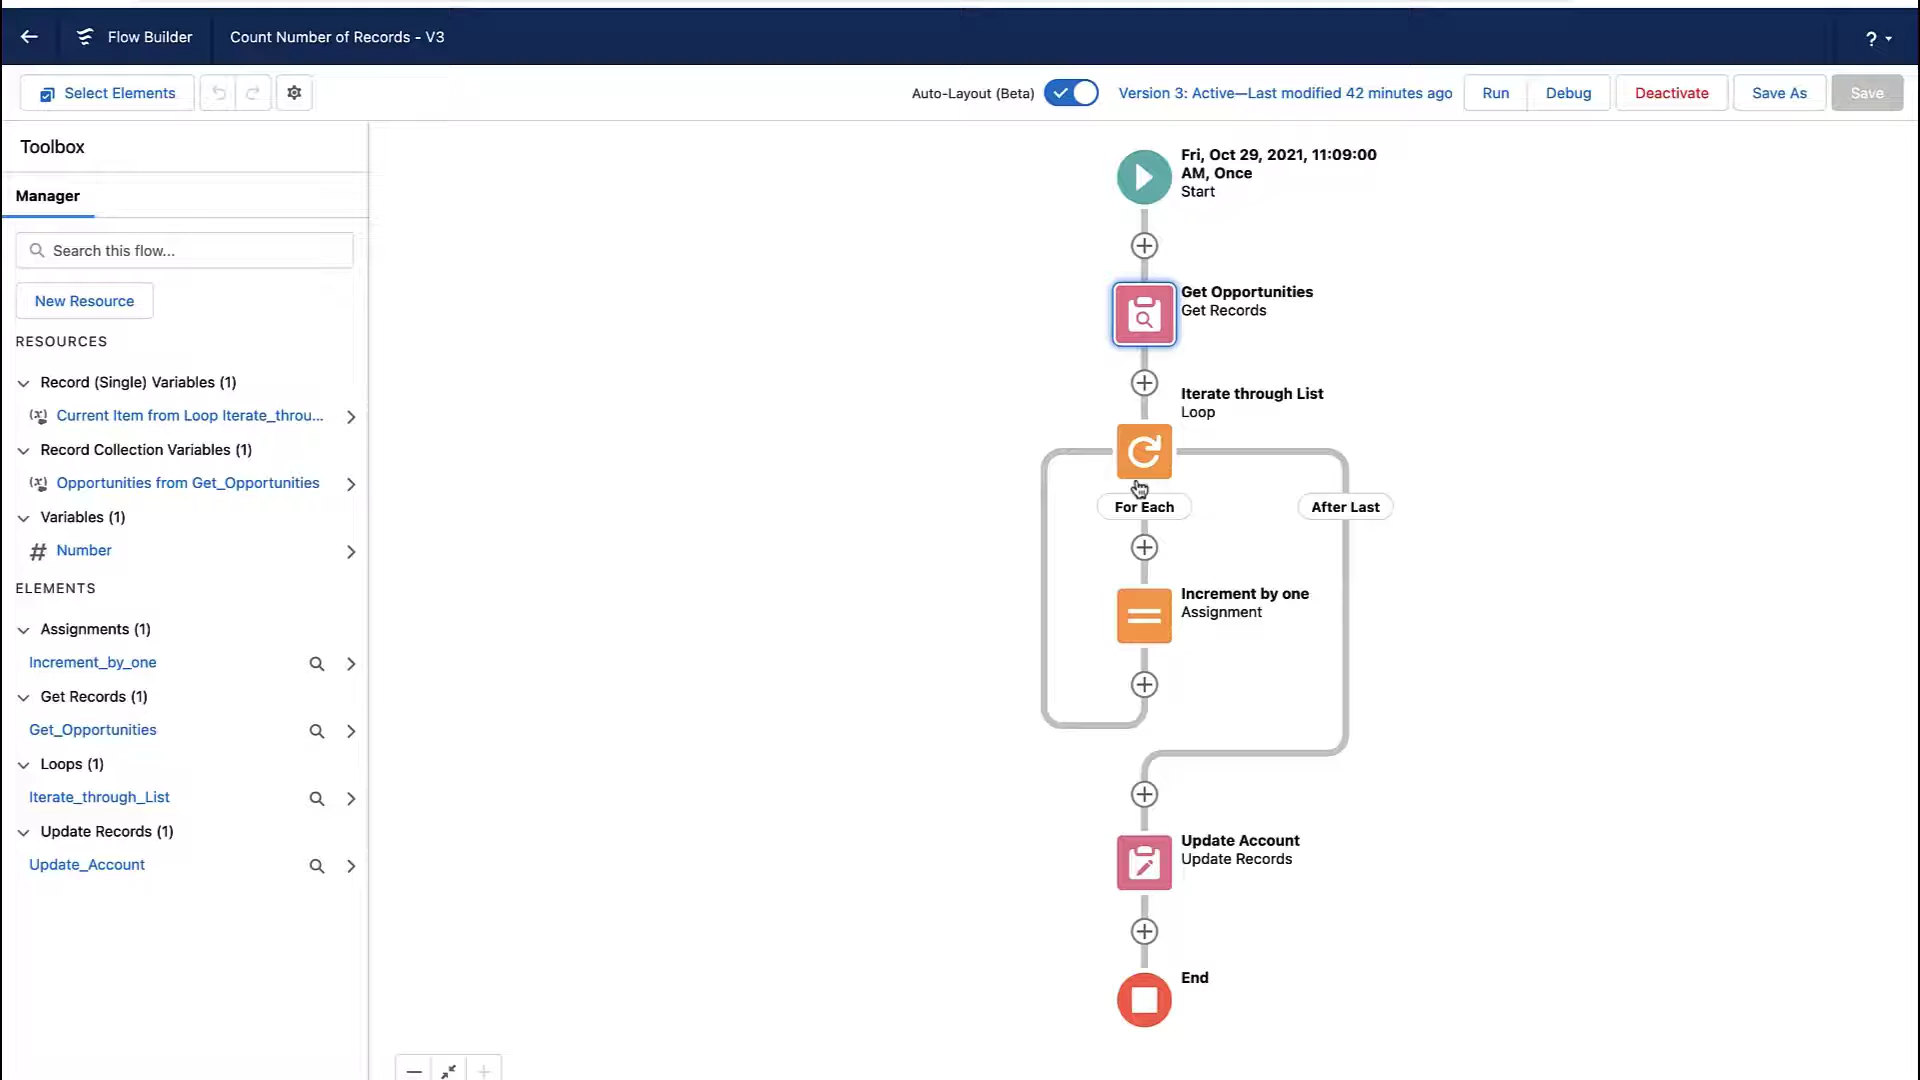 Flow Builder
Count Number of Records - V3
?
Select Elements
Auto-Layout (Beta)
Version 3: Active—Last modified 42 minutes ago
Run
Debug
Deactivate
Save As
Save
Toolbox
Manager
Search this flow...
New Resource
RESOURCES
Record (Single) Variables (1)
Current Item from Loop Iterate_throu...
Record Collection Variables (1)
Opportunities from Get_Opportunities
Variables (1)
# Number
ELEMENTS
Assignments (1)
Increment_by_one
Get Records (1)
Get_Opportunities
Loops (1)
Iterate_through_List
Update Records (1)
Update_Account
Fri, Oct 29, 2021, 11:09:00
AM, Once
Start
Get Opportunities
Get Records
Iterate through List
Loop
For Each
After Last
Increment by one
Assignment
Update Account
Update Records
End